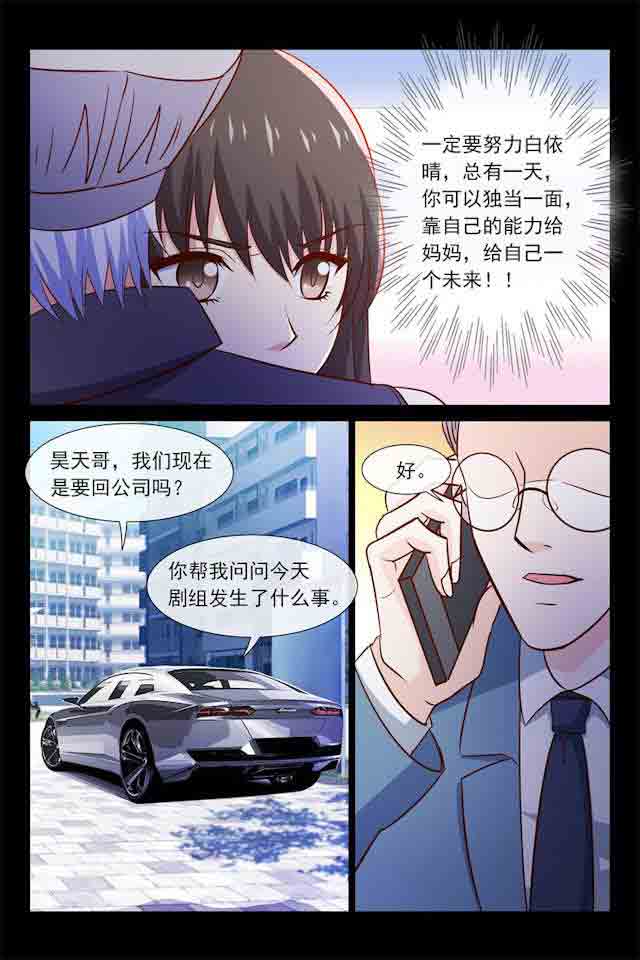 一定要努力白依
晴，总有一天，
你可以独当一面，
靠自己的能力给
妈妈，给自己一
个未来！！
昊天哥，我们现在
是要回公司吗？
你帮我问问今天
剧组发生了什么事。
好。